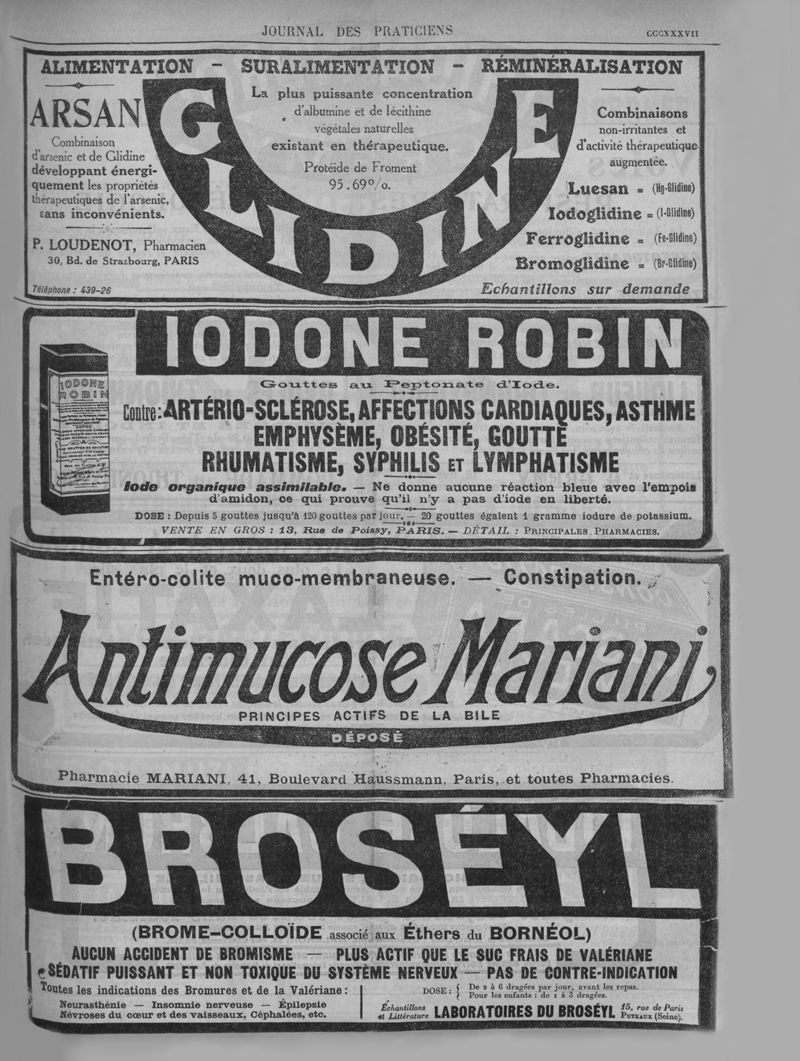 JOURNAL DES PRATICIENS
CCCXXXVII
ALIMENTATION - SURALIMENTATION - RÉMINÉRALISATION
ARSAN
Combinaison
d'arsenic et de Glidine
développant énergi-
quement les propriétés
thérapeutiques de l'arsenic,
sans inconvénients.
P. LOUDENOT, Pharmacien
30, Bd. de Strasbourg, PARIS
Téléphone : 439-26
GLIDINE
La plus puissante concentration
d'albumine et de lécithine
végétales naturelles
existant en thérapeutique.
Protéide de Froment
95.69%.
Combinaisons
non-irritantes et
d'activité thérapeutique
augmentée.
Luesan = (Hg-Glidine)
Iodoglidine = (I-Glidine)
Ferroglidine = (Fe-Glidine)
Bromoglidine = (Br-Glidine)
Echantillons sur demande
IODONE ROBIN
IODONE
ROBIN
Gouttes au Peptonate d'Iode.
Contre: ARTÉRIO-SCLÉROSE, AFFECTIONS CARDIAQUES, ASTHME
EMPHYSÈME, OBÉSITÉ, GOUTTE
RHUMATISME, SYPHILIS ET LYMPHATISME
Iode organique assimilable. — Ne donne aucune réaction bleue avec l'empois
d'amidon, ce qui prouve qu'il n'y a pas d'iode en liberté.
DOSE : Depuis 5 gouttes jusqu'à 120 gouttes par jour. — 20 gouttes égalent 1 gramme iodure de potassium.
VENTE EN GROS : 13, Rue de Poissy, PARIS. — DÉTAIL : PRINCIPALES PHARMACIES.
Entéro-colite muco-membraneuse. — Constipation.
Antimucose Mariani
PRINCIPES ACTIFS DE LA BILE
DÉPOSÉ
Pharmacie MARIANI, 41, Boulevard Haussmann, Paris, et toutes Pharmacies.
BROSÉYL
(BROME-COLLOÏDE associé aux Éthers du BORNÉOL)
AUCUN ACCIDENT DE BROMISME — PLUS ACTIF QUE LE SUC FRAIS DE VALÉRIANE
SÉDATIF PUISSANT ET NON TOXIQUE DU SYSTÈME NERVEUX — PAS DE CONTRE-INDICATION
Toutes les indications des Bromures et de la Valériane :
Neurasthénie — Insomnie nerveuse — Épilepsie
Névroses du cœur et des vaisseaux, Céphalées, etc.
DOSE : De 2 à 6 dragées par jour, avant les repas.
Pour les enfants : de 1 à 3 dragées.
Échantillons
et Littérature
LABORATOIRES DU BROSÉYL
15, rue de Paris
PUTEAUX (Seine).